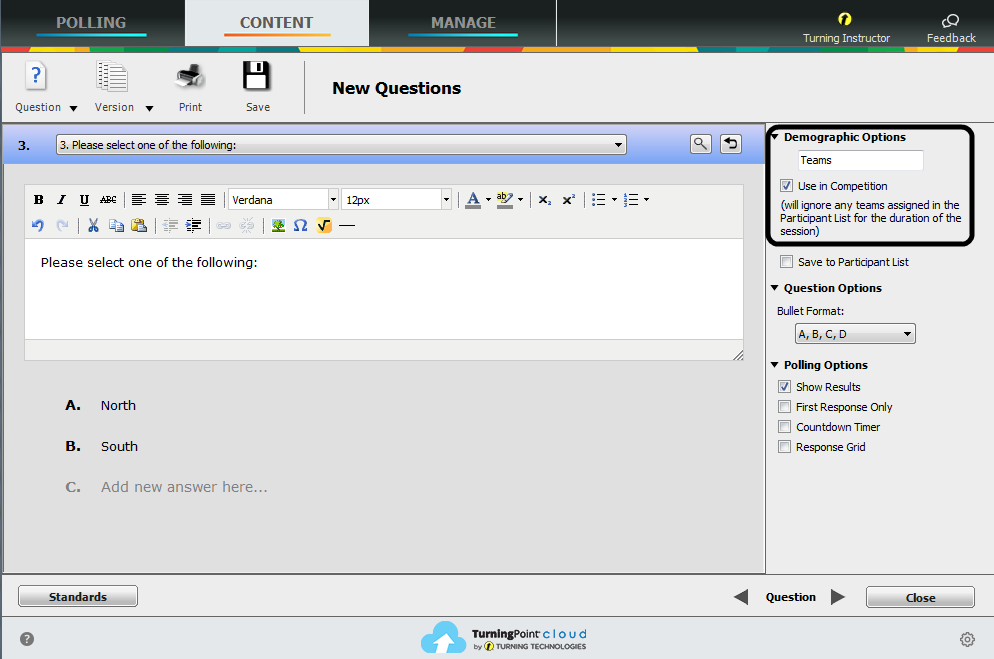 POLLING
CONTENT
MANAGE
Turning Instructor
Feedback
Question
Version
Print
Save
New Questions
3.
3. Please select one of the following:
B I U ABC
Verdana
12px
A
ab
x₂ x²
Ω
Please select one of the following:
A. North
B. South
C. Add new answer here...
Demographic Options
Teams
Use in Competition
(will ignore any teams assigned in the
Participant List for the duration of the
session)
Save to Participant List
Question Options
Bullet Format:
A, B, C, D
Polling Options
Show Results
First Response Only
Countdown Timer
Response Grid
Standards
Question
Close
TurningPoint cloud
by TURNING TECHNOLOGIES